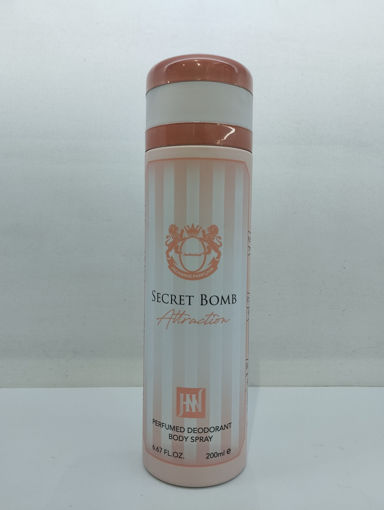 SECRET BOMB
Attraction
PERFUMED DEODORANT
BODY SPRAY
6.67 FL.OZ. 200ml e